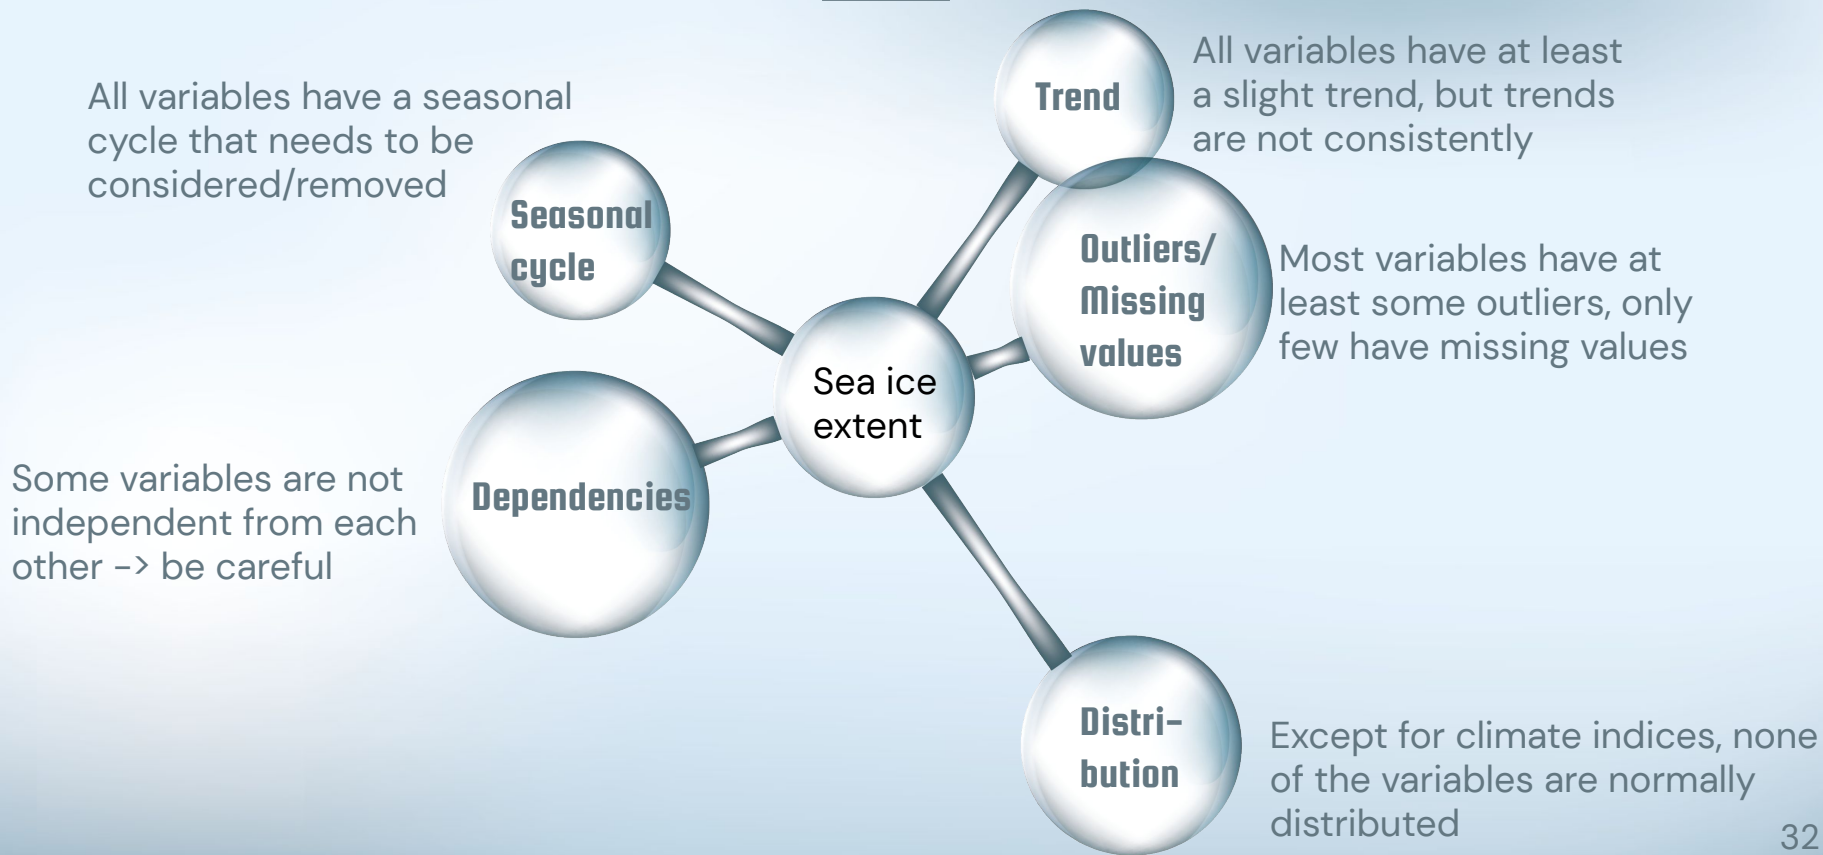 All variables have a seasonal
cycle that needs to be
considered/removed
Seasonal
cycle
Trend
All variables have at least
a slight trend, but trends
are not consistently
Outliers/
Missing
values
Most variables have at
least some outliers, only
few have missing values
Sea ice
extent
Some variables are not
independent from each
other -> be careful
Dependencies
Distri-
bution
Except for climate indices, none
of the variables are normally
distributed
32